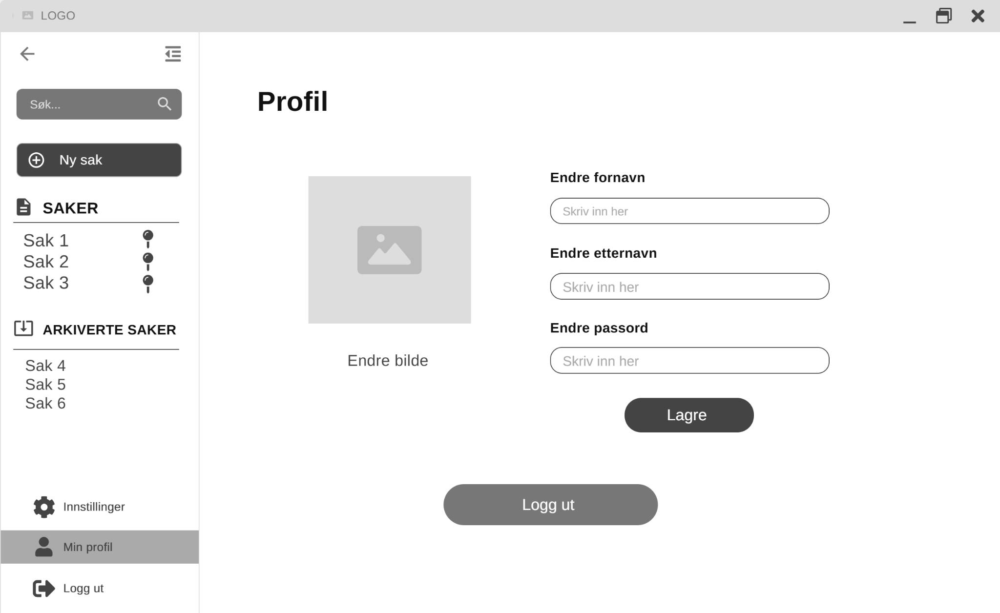 LOGO
Søk...
Ny sak
SAKER
Sak 1
Sak 2
Sak 3
ARKIVERTE SAKER
Sak 4
Sak 5
Sak 6
Innstillinger
Min profil
Logg ut
Profil
Endre bilde
Endre fornavn
Skriv inn her
Endre etternavn
Skriv inn her
Endre passord
Skriv inn her
Lagre
Logg ut